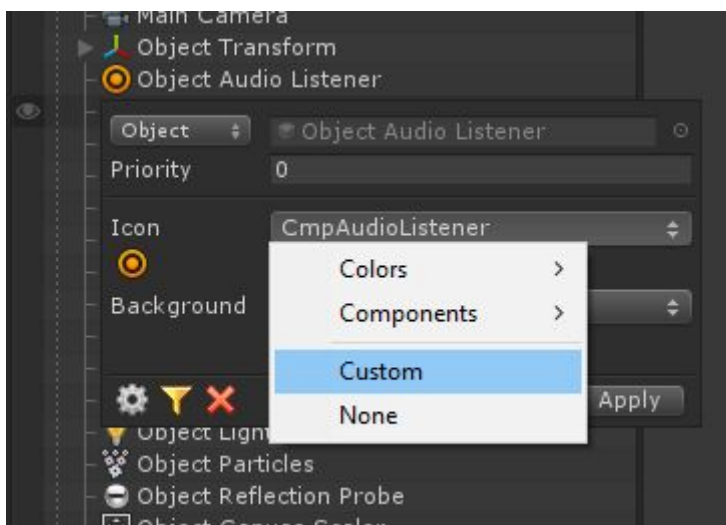 Main Camera
Object Transform
Object Audio Listener
Object Object Audio Listener
Priority 0
Icon CmpAudioListener
Colors
Background
Components
Custom
Apply
None
Object Light
Object Particles
Object Reflection Probe
Object Canvas Scaler